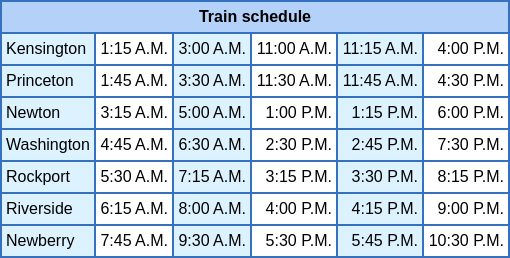 Train schedule
Kensington 1:15 A.M. 3:00 A.M. 11:00 A.M. 11:15 A.M. 4:00 P.M.
Princeton 1:45 A.M. 3:30 A.M. 11:30 A.M. 11:45 A.M. 4:30 P.M.
Newton 3:15 A.M. 5:00 A.M. 1:00 P.M. 1:15 P.M. 6:00 P.M.
Washington 4:45 A.M. 6:30 A.M. 2:30 P.M. 2:45 P.M. 7:30 P.M.
Rockport 5:30 A.M. 7:15 A.M. 3:15 P.M. 3:30 P.M. 8:15 P.M.
Riverside 6:15 A.M. 8:00 A.M. 4:00 P.M. 4:15 P.M. 9:00 P.M.
Newberry 7:45 A.M. 9:30 A.M. 5:30 P.M. 5:45 P.M. 10:30 P.M.